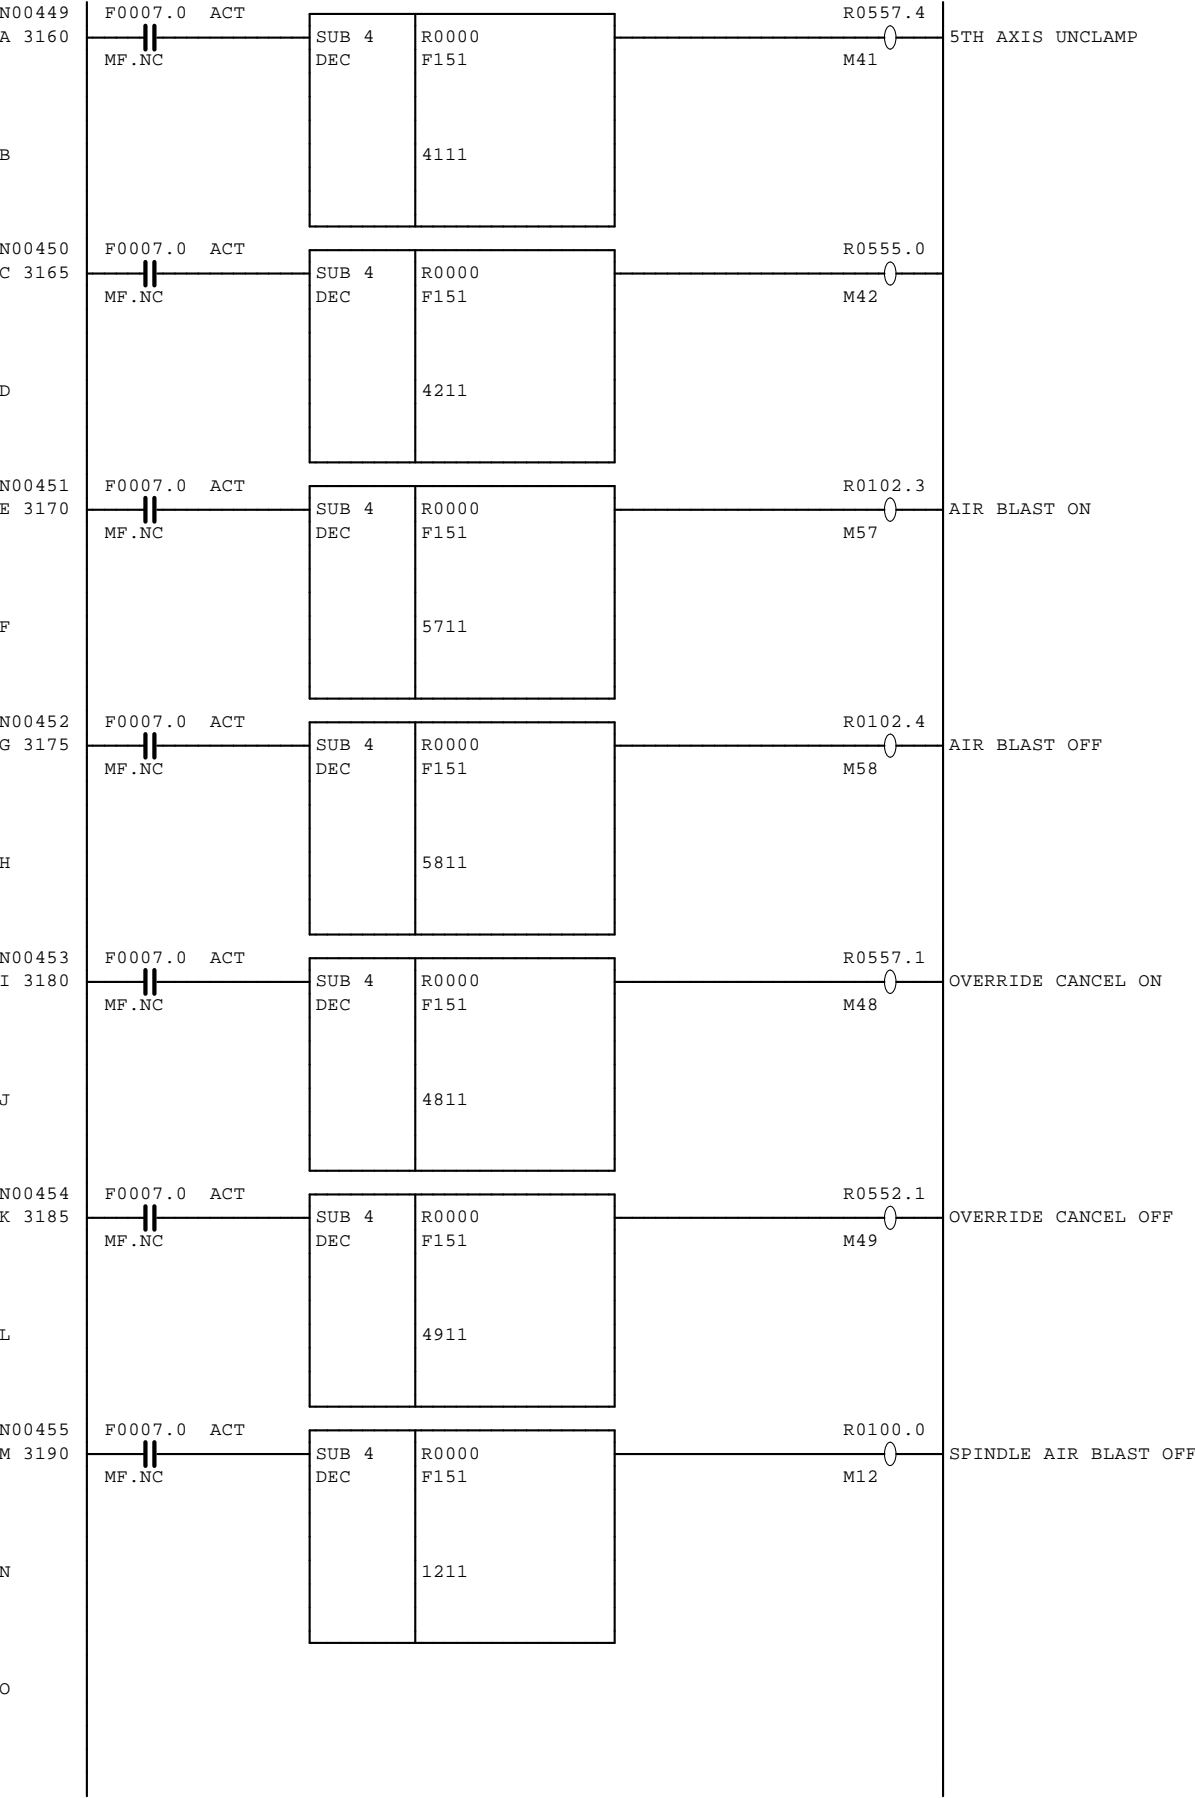 N00449 F0007.0 ACT R0557.4
A 3160 SUB 4 R0000 5TH AXIS UNCLAMP
MF.NC DEC F151 M41
B 4111
N00450 F0007.0 ACT R0555.0
C 3165 SUB 4 R0000
MF.NC DEC F151 M42
D 4211
N00451 F0007.0 ACT R0102.3
E 3170 SUB 4 R0000 AIR BLAST ON
MF.NC DEC F151 M57
F 5711
N00452 F0007.0 ACT R0102.4
G 3175 SUB 4 R0000 AIR BLAST OFF
MF.NC DEC F151 M58
H 5811
N00453 F0007.0 ACT R0557.1
I 3180 SUB 4 R0000 OVERRIDE CANCEL ON
MF.NC DEC F151 M48
J 4811
N00454 F0007.0 ACT R0552.1
K 3185 SUB 4 R0000 OVERRIDE CANCEL OFF
MF.NC DEC F151 M49
L 4911
N00455 F0007.0 ACT R0100.0
M 3190 SUB 4 R0000 SPINDLE AIR BLAST OFF
MF.NC DEC F151 M12
N 1211
O